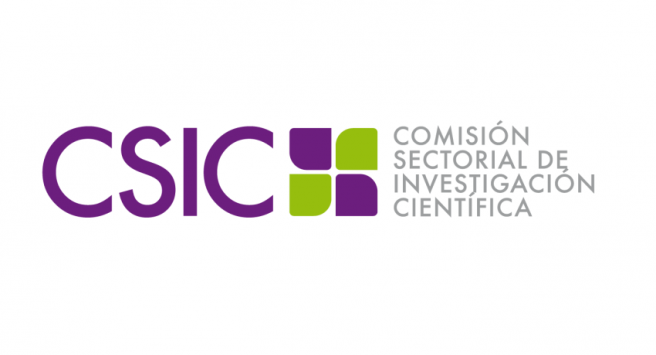 CSIC
COMISIÓN
SECTORIAL DE
INVESTIGACIÓN
CIENTÍFICA